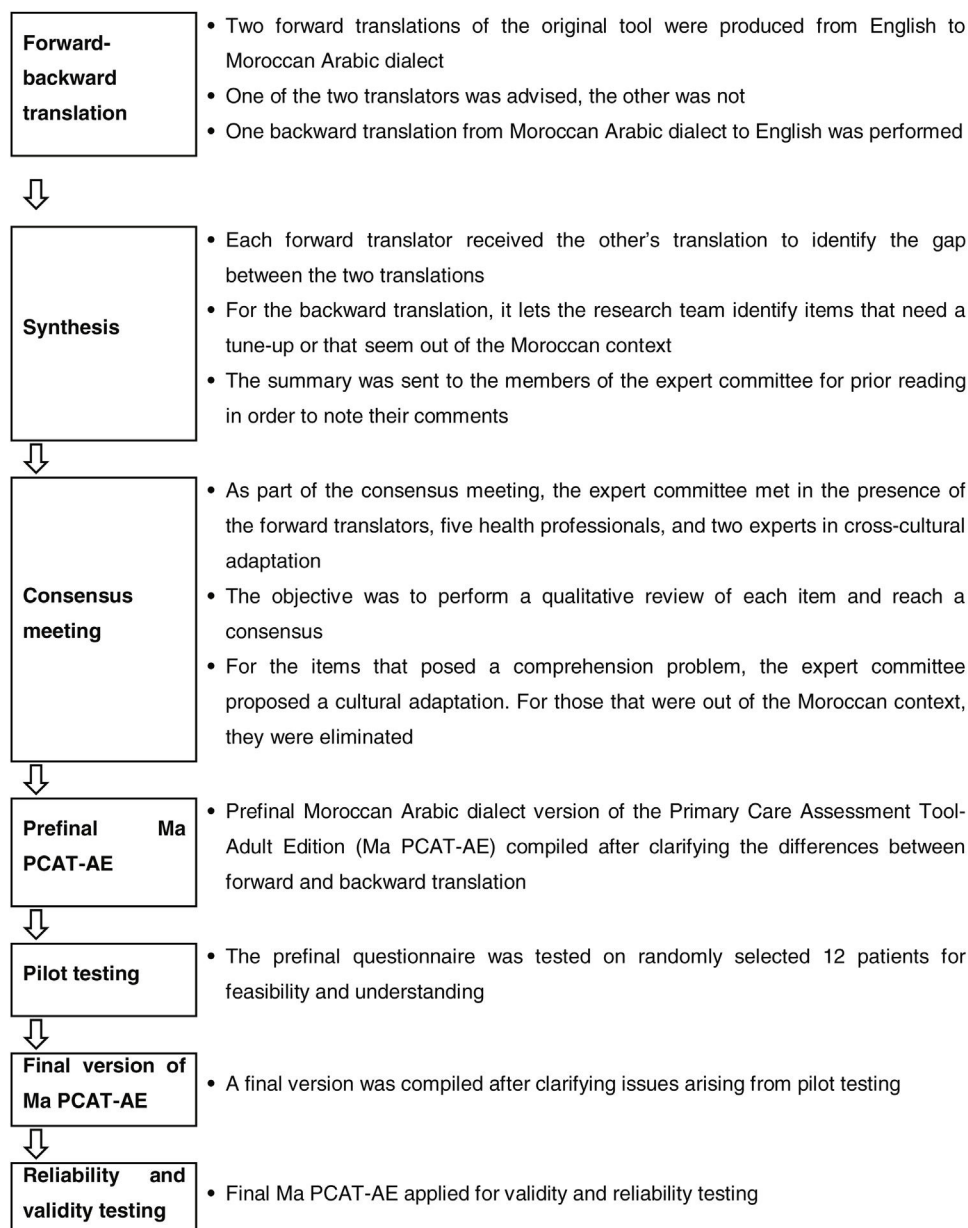 Forward-
backward
translation
• Two forward translations of the original tool were produced from English to
Moroccan Arabic dialect
• One of the two translators was advised, the other was not
• One backward translation from Moroccan Arabic dialect to English was performed
Synthesis
• Each forward translator received the other's translation to identify the gap
between the two translations
• For the backward translation, it lets the research team identify items that need a
tune-up or that seem out of the Moroccan context
• The summary was sent to the members of the expert committee for prior reading
in order to note their comments
Consensus
meeting
• As part of the consensus meeting, the expert committee met in the presence of
the forward translators, five health professionals, and two experts in cross-cultural
adaptation
• The objective was to perform a qualitative review of each item and reach a
consensus
• For the items that posed a comprehension problem, the expert committee
proposed a cultural adaptation. For those that were out of the Moroccan context,
they were eliminated
Prefinal Ma
PCAT-AE
• Prefinal Moroccan Arabic dialect version of the Primary Care Assessment Tool-
Adult Edition (Ma PCAT-AE) compiled after clarifying the differences between
forward and backward translation
Pilot testing
• The prefinal questionnaire was tested on randomly selected 12 patients for
feasibility and understanding
Final version of
Ma PCAT-AE
• A final version was compiled after clarifying issues arising from pilot testing
Reliability and
validity testing
• Final Ma PCAT-AE applied for validity and reliability testing